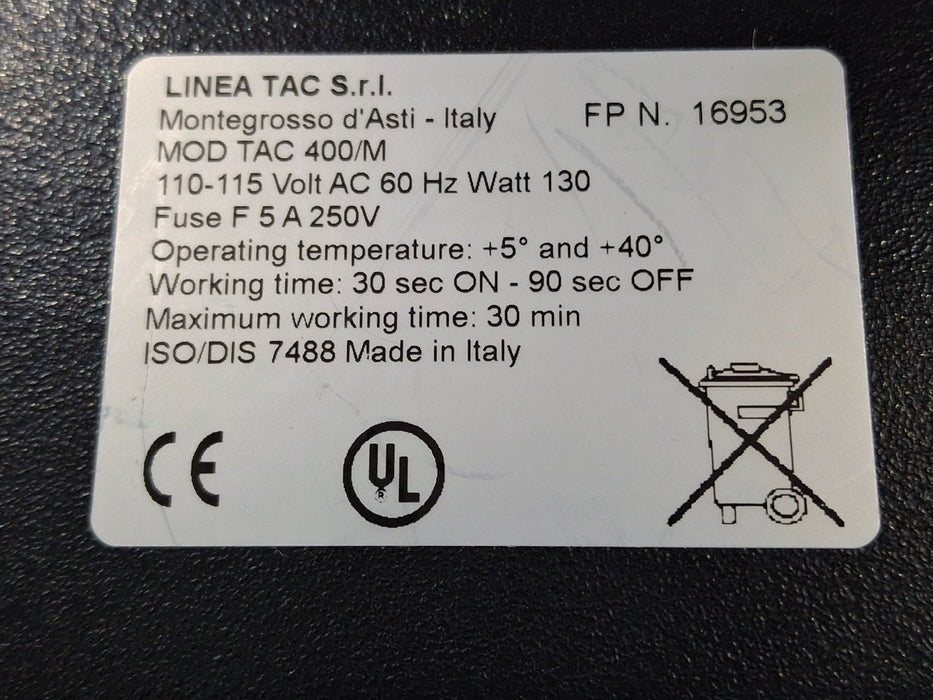 LINEA TAC S.r.l.
Montegrosso d'Asti - Italy FP N. 16953
MOD TAC 400/M
110-115 Volt AC 60 Hz Watt 130
Fuse F 5 A 250V
Operating temperature: +5° and +40°
Working time: 30 sec ON - 90 sec OFF
Maximum working time: 30 min
ISO/DIS 7488 Made in Italy
CE
UL
®